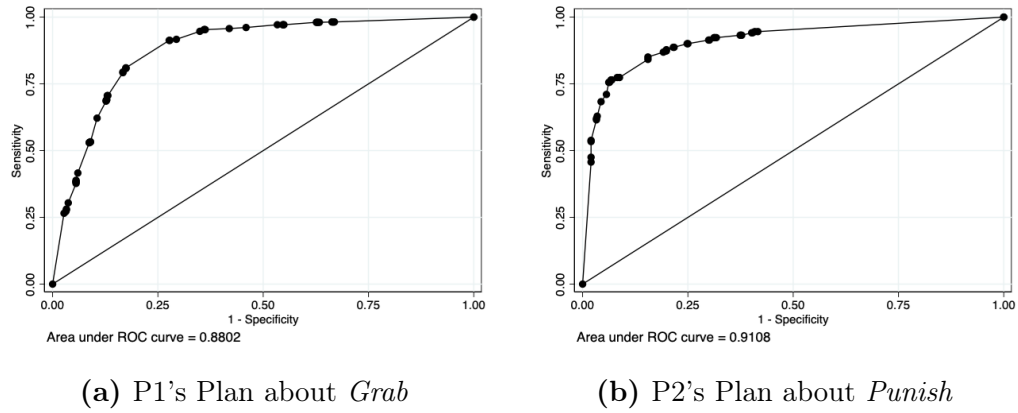 1.00
0.75
0.50
0.25
0.00
Sensitivity
0.00 0.25 0.50 0.75 1.00
1 - Specificity
Area under ROC curve = 0.8802
(a) P1's Plan about Grab
1.00
0.75
0.50
0.25
0.00
Sensitivity
0.00 0.25 0.50 0.75 1.00
1 - Specificity
Area under ROC curve = 0.9108
(b) P2's Plan about Punish